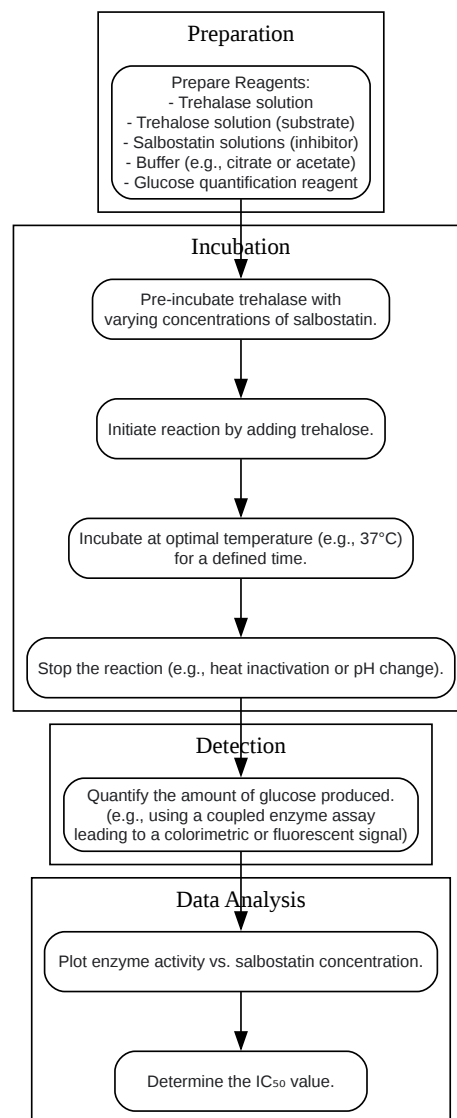 Preparation
Prepare Reagents:
- Trehalase solution
- Trehalose solution (substrate)
- Salbostatin solutions (inhibitor)
- Buffer (e.g., citrate or acetate)
- Glucose quantification reagent
Incubation
Pre-incubate trehalase with
varying concentrations of salbostatin.
Initiate reaction by adding trehalose.
Incubate at optimal temperature (e.g., 37°C)
for a defined time.
Stop the reaction (e.g., heat inactivation or pH change).
Detection
Quantify the amount of glucose produced.
(e.g., using a coupled enzyme assay
leading to a colorimetric or fluorescent signal)
Data Analysis
Plot enzyme activity vs. salbostatin concentration.
Determine the IC₅₀ value.